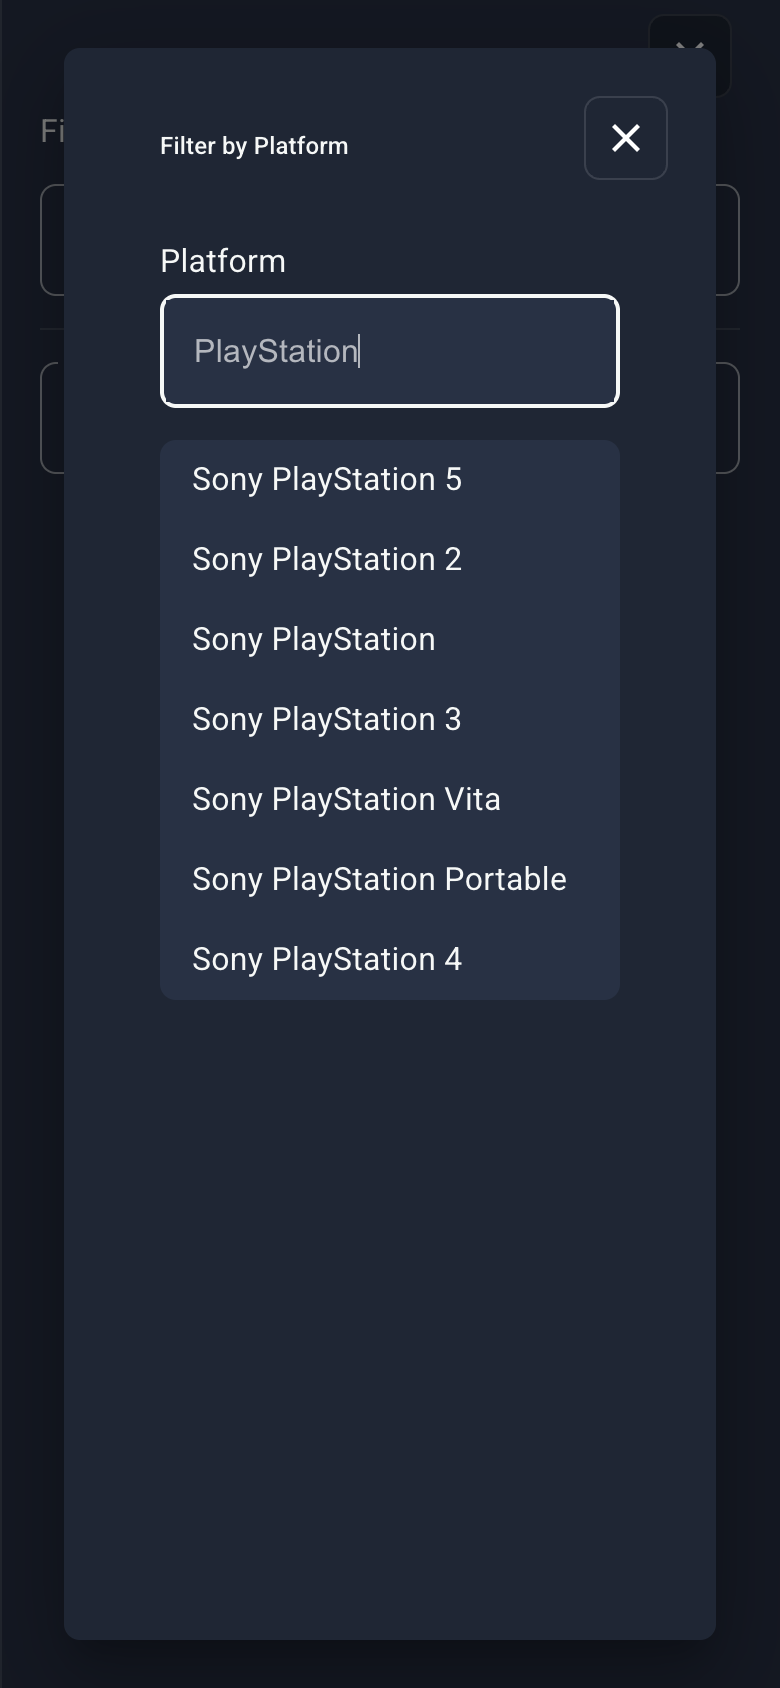 Fi
Filter by Platform
Platform
PlayStation
Sony PlayStation 5
Sony PlayStation 2
Sony PlayStation
Sony PlayStation 3
Sony PlayStation Vita
Sony PlayStation Portable
Sony PlayStation 4